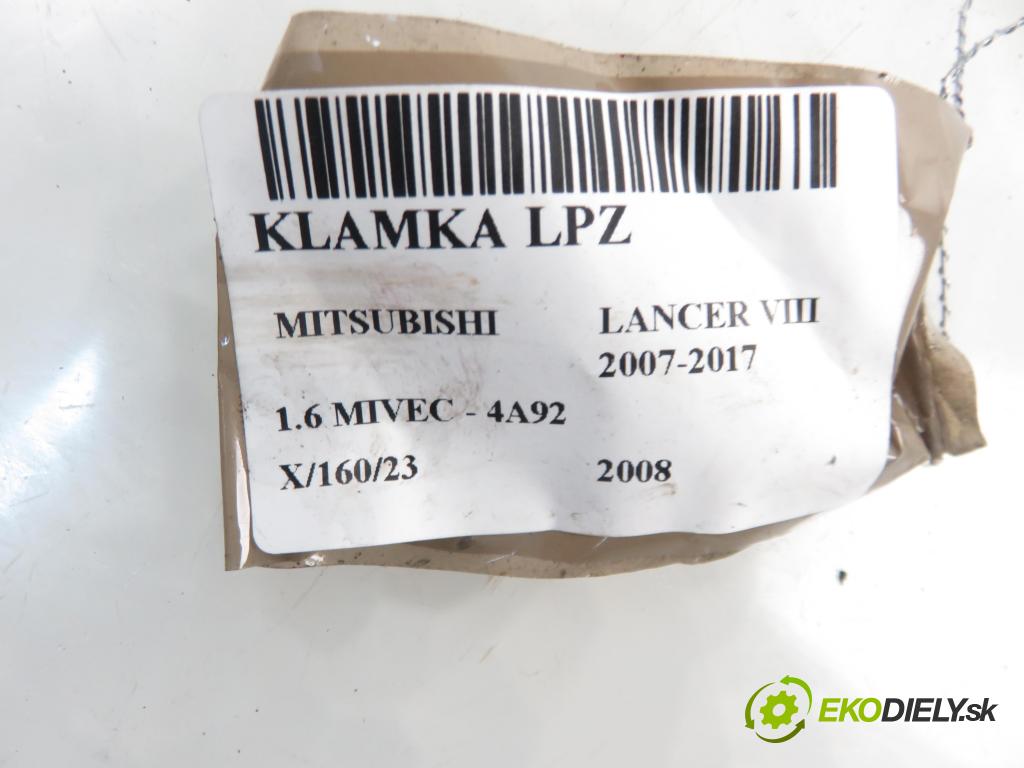 KLAMKA LPZ
MITSUBISHI LANCER VIII
2007-2017
1.6 MIVEC - 4A92
X/160/23 2008
EKODIELY.sk